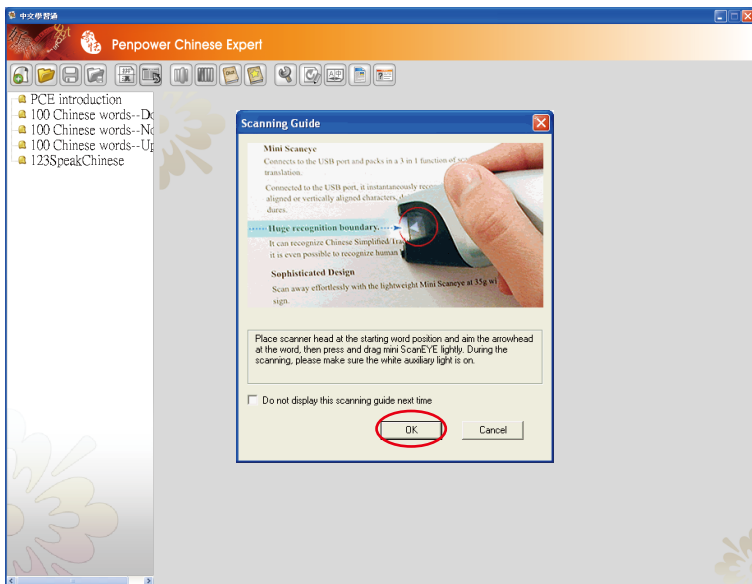 中文學習通
Penpower Chinese Expert
PCE introduction
100 Chinese words--Do
100 Chinese words--No
100 Chinese words--Up
123SpeakChinese
Scanning Guide
Mini Scaneye
Connects to the USB port and packs in a 3 in 1 function of
translation.
Connected to the USB port, it instantaneously
aligned or vertically aligned characters,
dures.
Huge recognition boundary.
It can recognize Chinese Simplified/
it is even possible to recognize human
Sophisticated Design
Scan away effortlessly with the lightweight Mini Scaneye at 35g
sign.
Place scanner head at the starting word position and aim the arrowhead
at the word, then press and drag mini ScanEYE lightly. During the
scanning, please make sure the white auxiliary light is on.
Do not display this scanning guide next time
OK
Cancel